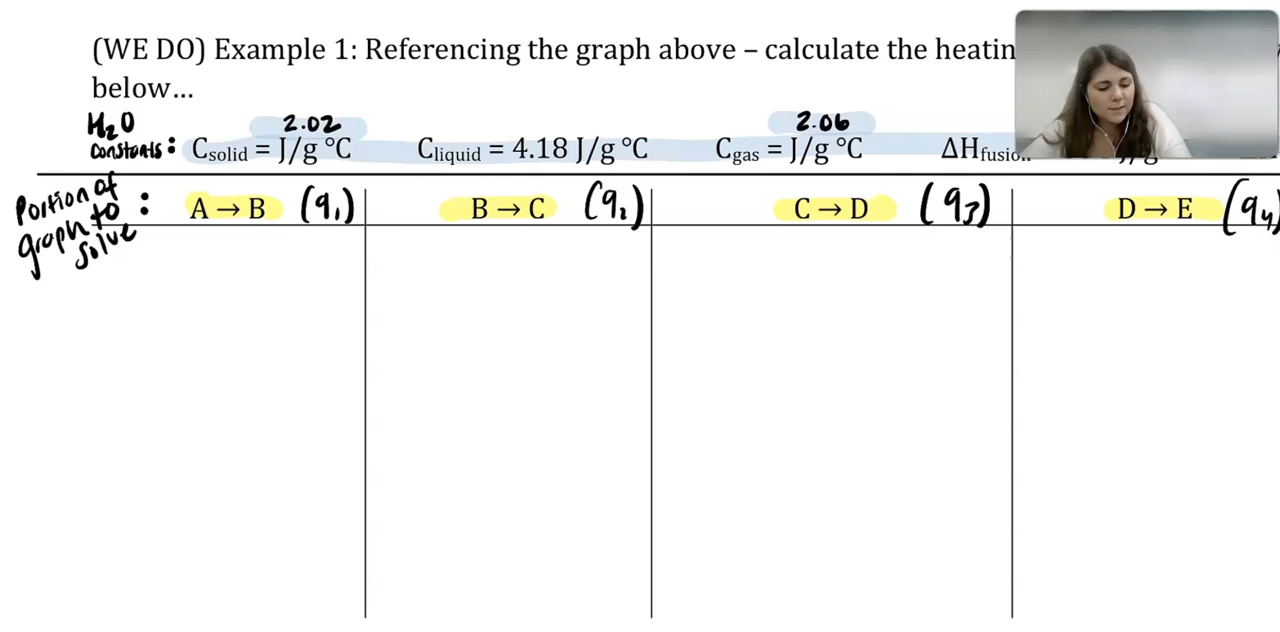 (WE DO) Example 1: Referencing the graph above – calculate the heatin
below…
H₂O constants: C_solid = 2.02 J/g °C C_liquid = 4.18 J/g °C C_gas = 2.06 J/g °C ΔH_fusion
Portion of graph to solve : A → B (q₁) B → C (q₂) C → D (q₃) D → E (q₄)